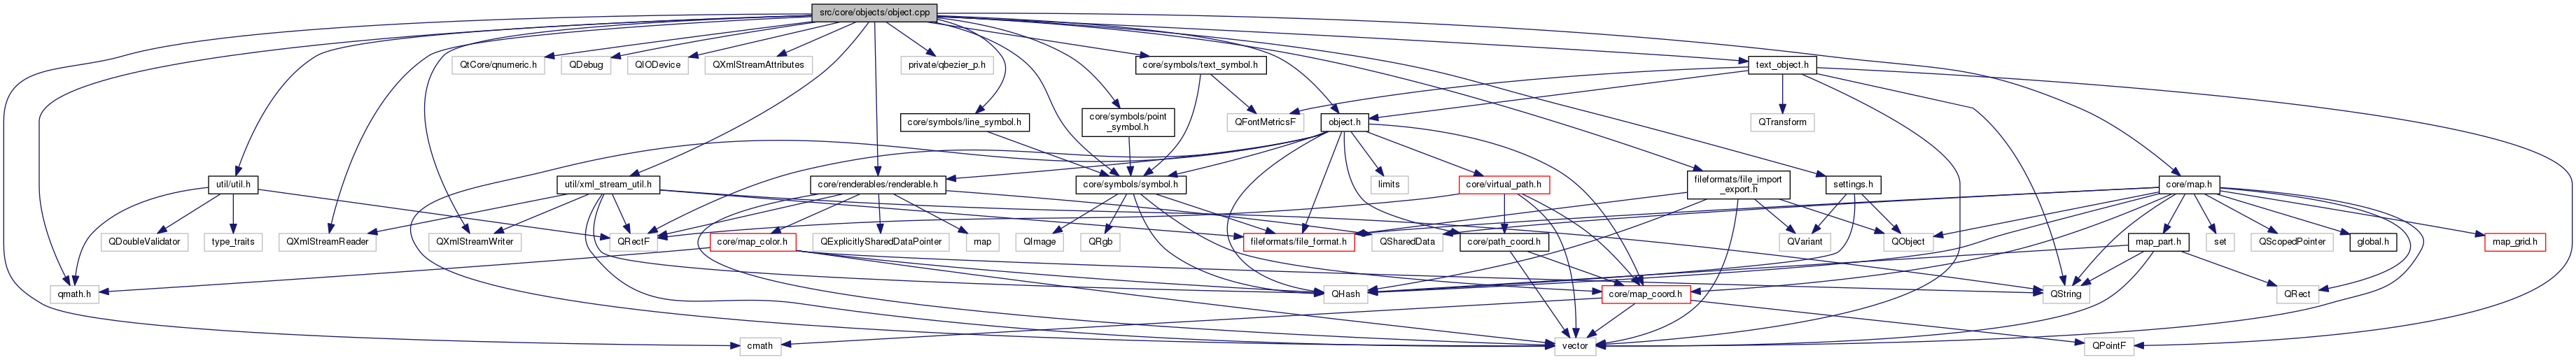 src/core/objects/object.cpp
QtCore/qnumeric.h
QDebug
QIODevice
QXmlStreamAttributes
private/qbezier_p.h
core/symbols/text_symbol.h
text_object.h
core/symbols/line_symbol.h
core/symbols/point
_symbol.h
QFontMetricsF
object.h
QTransform
util/util.h
util/xml_stream_util.h
core/renderables/renderable.h
core/symbols/symbol.h
limits
core/virtual_path.h
fileformats/file_import
_export.h
settings.h
core/map.h
QDoubleValidator
type_traits
QXmlStreamReader
QXmlStreamWriter
QRectF
core/map_color.h
QExplicitlySharedDataPointer
map
QImage
QRgb
fileformats/file_format.h
QSharedData
core/path_coord.h
QVariant
QObject
map_part.h
set
QScopedPointer
global.h
map_grid.h
qmath.h
QHash
core/map_coord.h
QString
QRect
cmath
vector
QPointF